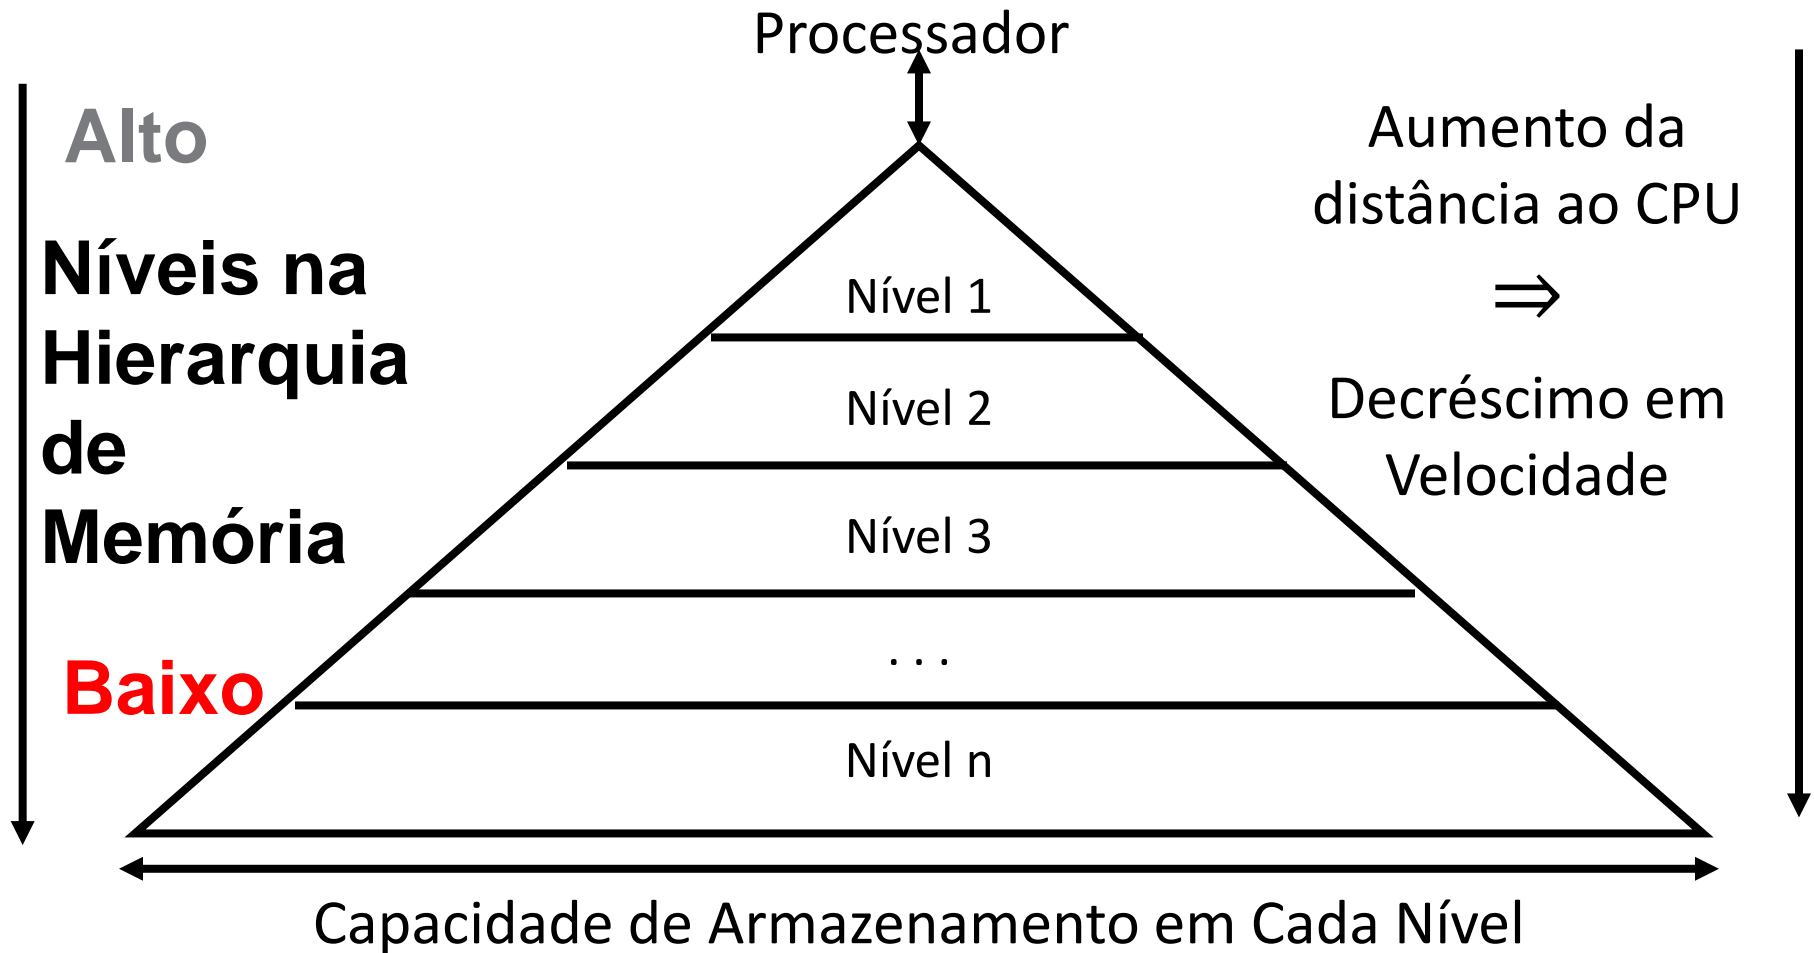 Processador
Alto
Níveis na
Hierarquia
de
Memória
Baixo
Nível 1
Nível 2
Nível 3
. . .
Nível n
Aumento da
distância ao CPU
⇒
Decréscimo em
Velocidade
Capacidade de Armazenamento em Cada Nível